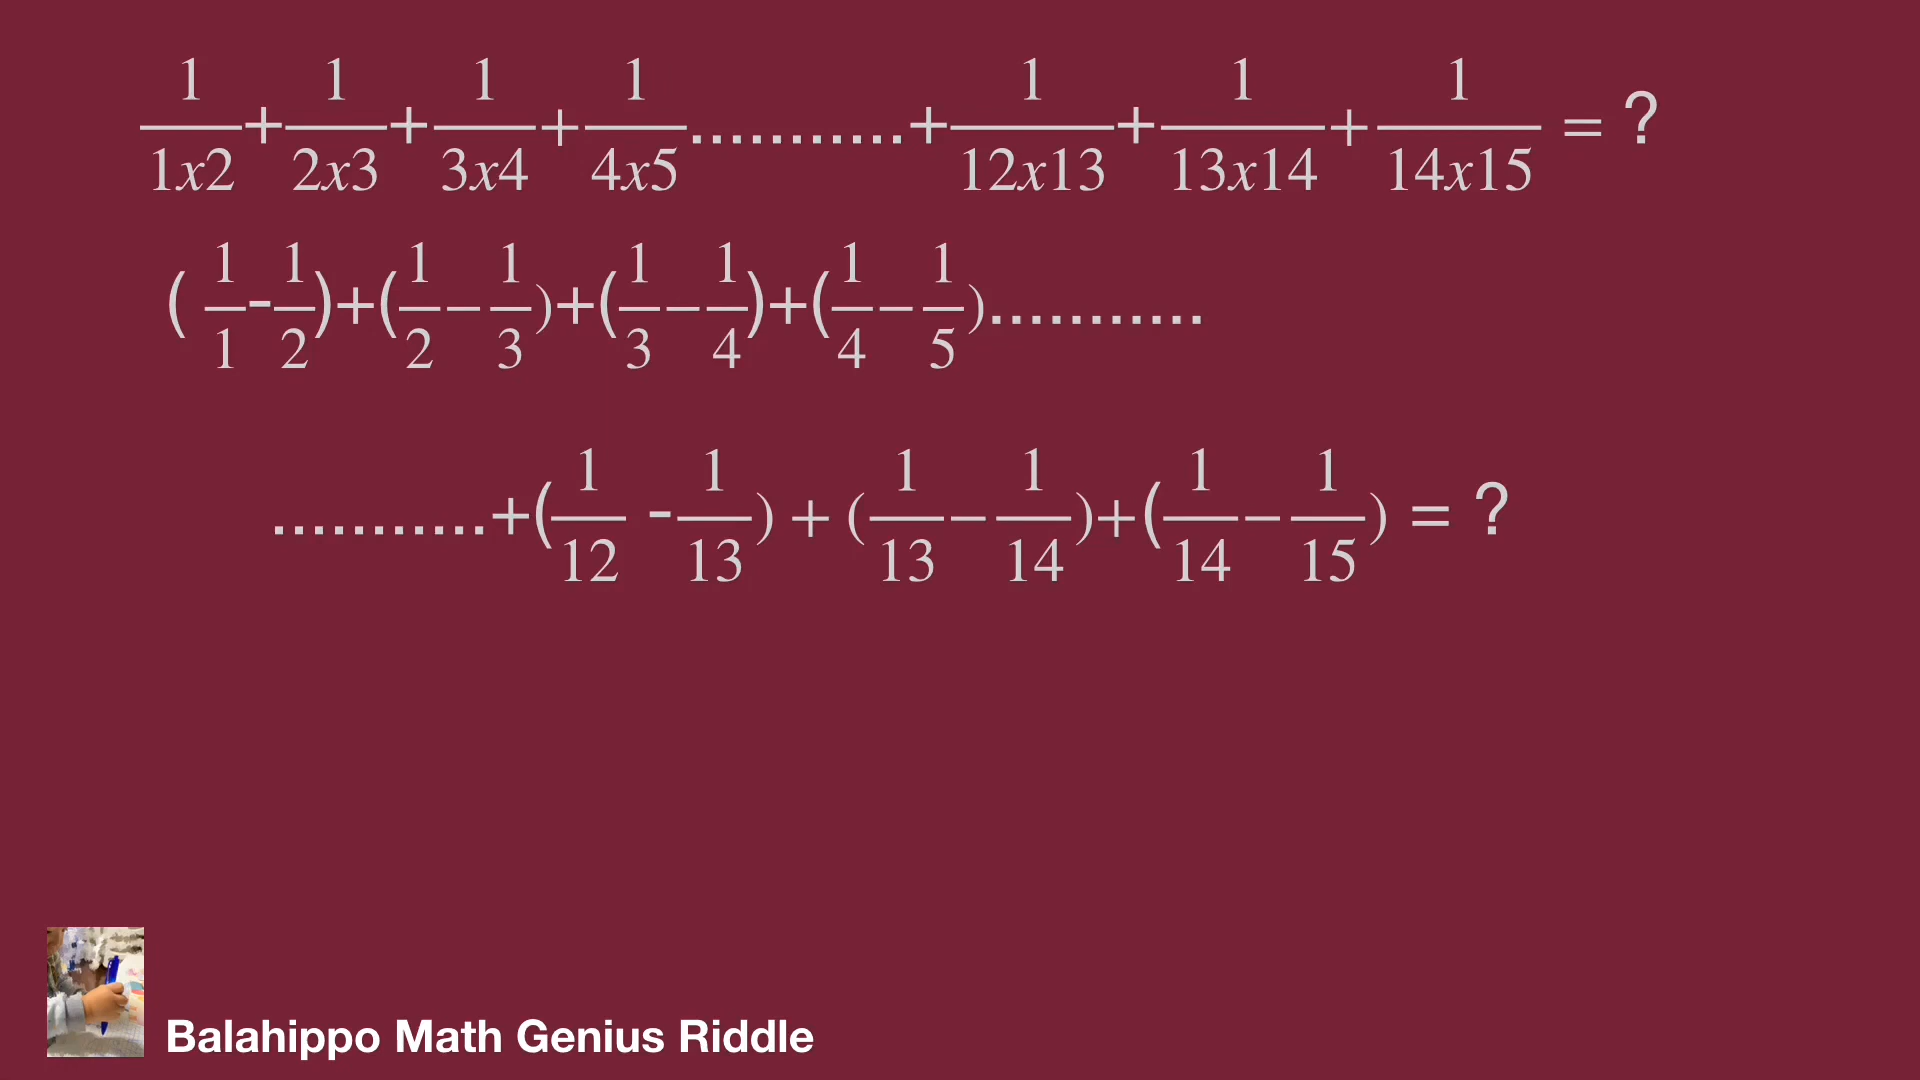 1/1x2+1/2x3+1/3x4+1/4x5...........+1/12x13+1/13x14+1/14x15 = ?
( 1/1-1/2)+(1/2−1/3)+(1/3−1/4)+(1/4−1/5)...........
...........+(1/12 -1/13) + (1/13−1/14)+(1/14−1/15) = ?
Balahippo Math Genius Riddle